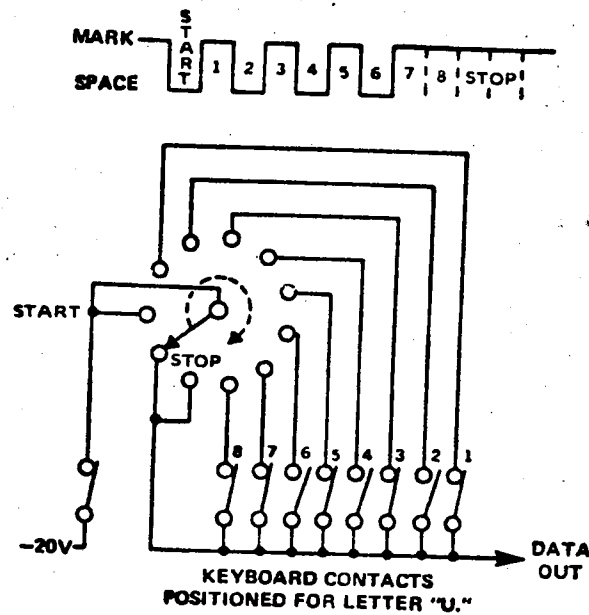 MARK
START
SPACE
1 2 3 4 5 6 7 8 STOP
START
STOP
8 7 6 5 4 3 2 1
−20V
DATA
OUT
KEYBOARD CONTACTS
POSITIONED FOR LETTER "U."